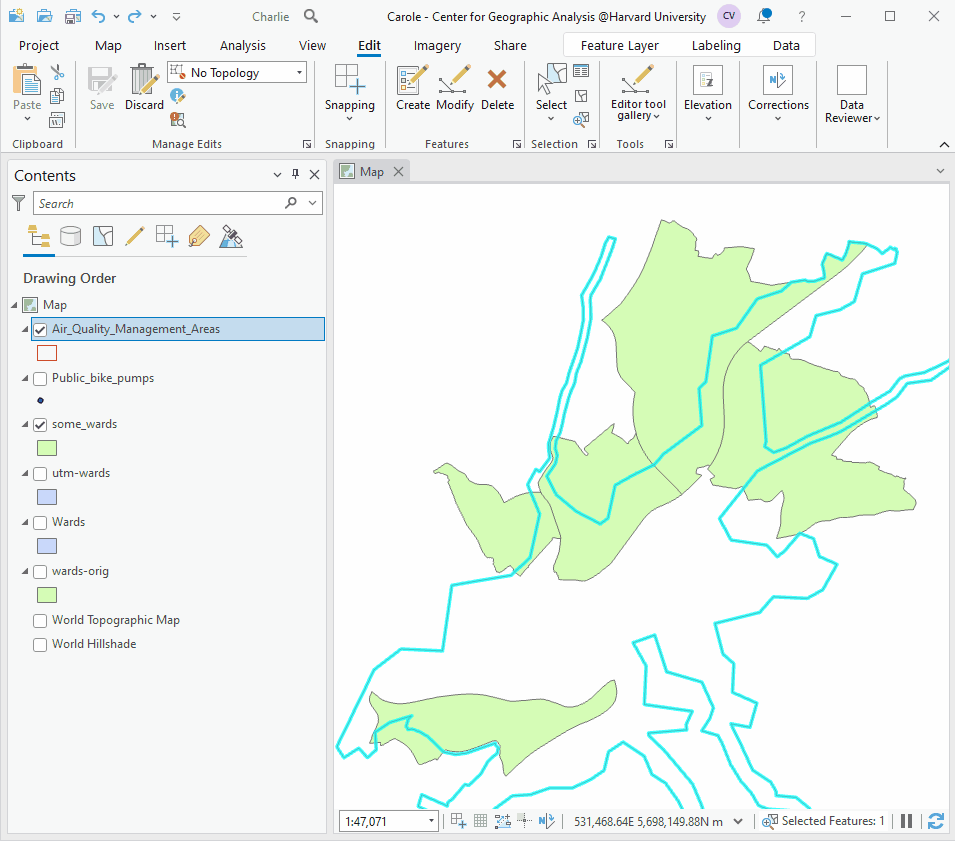 Charlie
Carole - Center for Geographic Analysis @Harvard University
CV
?
Project Map Insert Analysis View Edit Imagery Share Feature Layer Labeling Data
Paste
Save
Discard
No Topology
Snapping
Create
Modify
Delete
Select
Editor tool
gallery
Elevation
Corrections
Data
Reviewer
Clipboard
Manage Edits
Snapping
Features
Selection
Tools
Contents
Search
Drawing Order
Map
Air_Quality_Management_Areas
Public_bike_pumps
some_wards
utm-wards
Wards
wards-orig
World Topographic Map
World Hillshade
Map
1:47,071
531,468.64E 5,698,149.88N m
Selected Features: 1